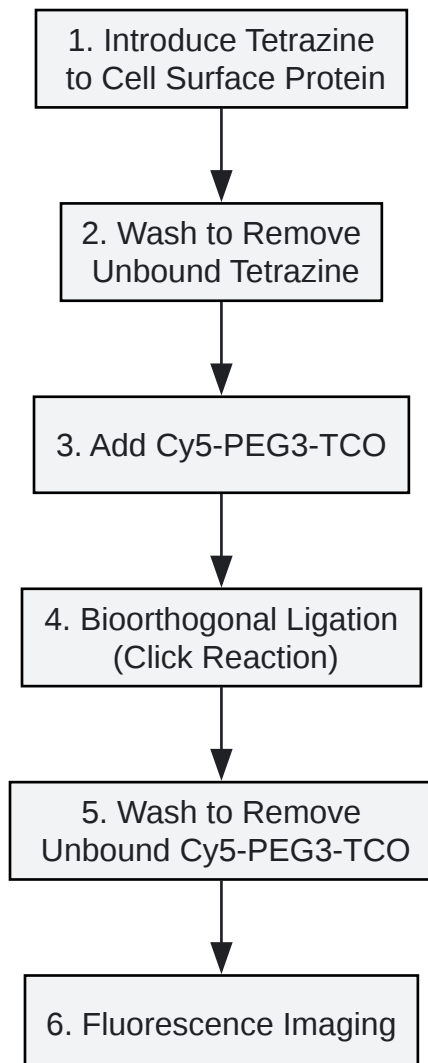 1. Introduce Tetrazine
to Cell Surface Protein
2. Wash to Remove
Unbound Tetrazine
3. Add Cy5-PEG3-TCO
4. Bioorthogonal Ligation
(Click Reaction)
5. Wash to Remove
Unbound Cy5-PEG3-TCO
6. Fluorescence Imaging